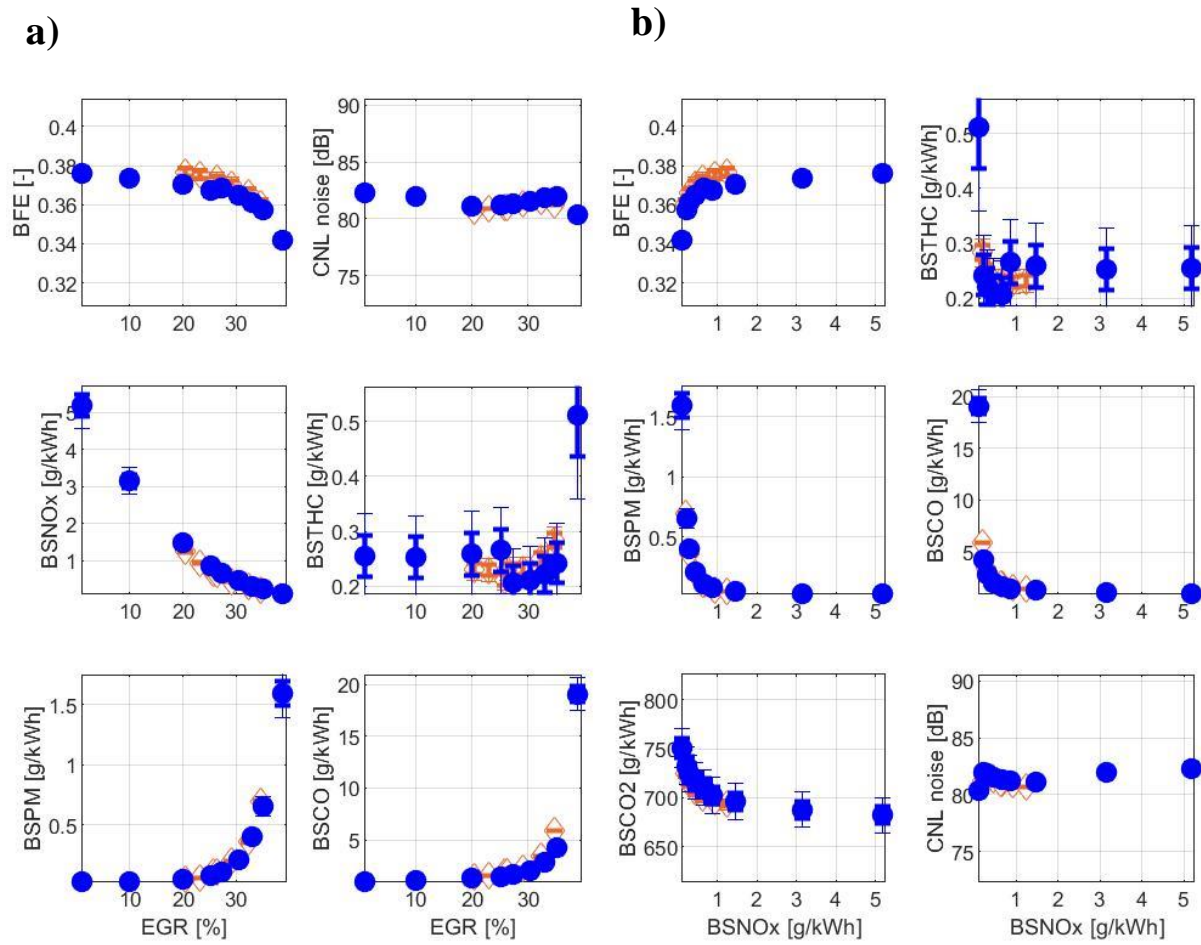 a)
b)
BFE [-]
0.4
0.38
0.36
0.34
0.32
10 20 30
CNL noise [dB]
90
85
80
75
10 20 30
BFE [-]
0.4
0.38
0.36
0.34
0.32
1 2 3 4 5
BSTHC [g/kWh]
0.5
0.4
0.3
0.2
1 2 3 4 5
BSNOx [g/kWh]
5
4
3
2
1
10 20 30
BSTHC [g/kWh]
0.5
0.4
0.3
0.2
10 20 30
BSPM [g/kWh]
1.5
1
0.5
1 2 3 4 5
BSCO [g/kWh]
20
15
10
5
1 2 3 4 5
BSPM [g/kWh]
1.5
1
0.5
10 20 30
EGR [%]
BSCO [g/kWh]
20
15
10
5
10 20 30
EGR [%]
BSCO2 [g/kWh]
800
750
700
650
1 2 3 4 5
BSNOx [g/kWh]
CNL noise [dB]
90
85
80
75
1 2 3 4 5
BSNOx [g/kWh]